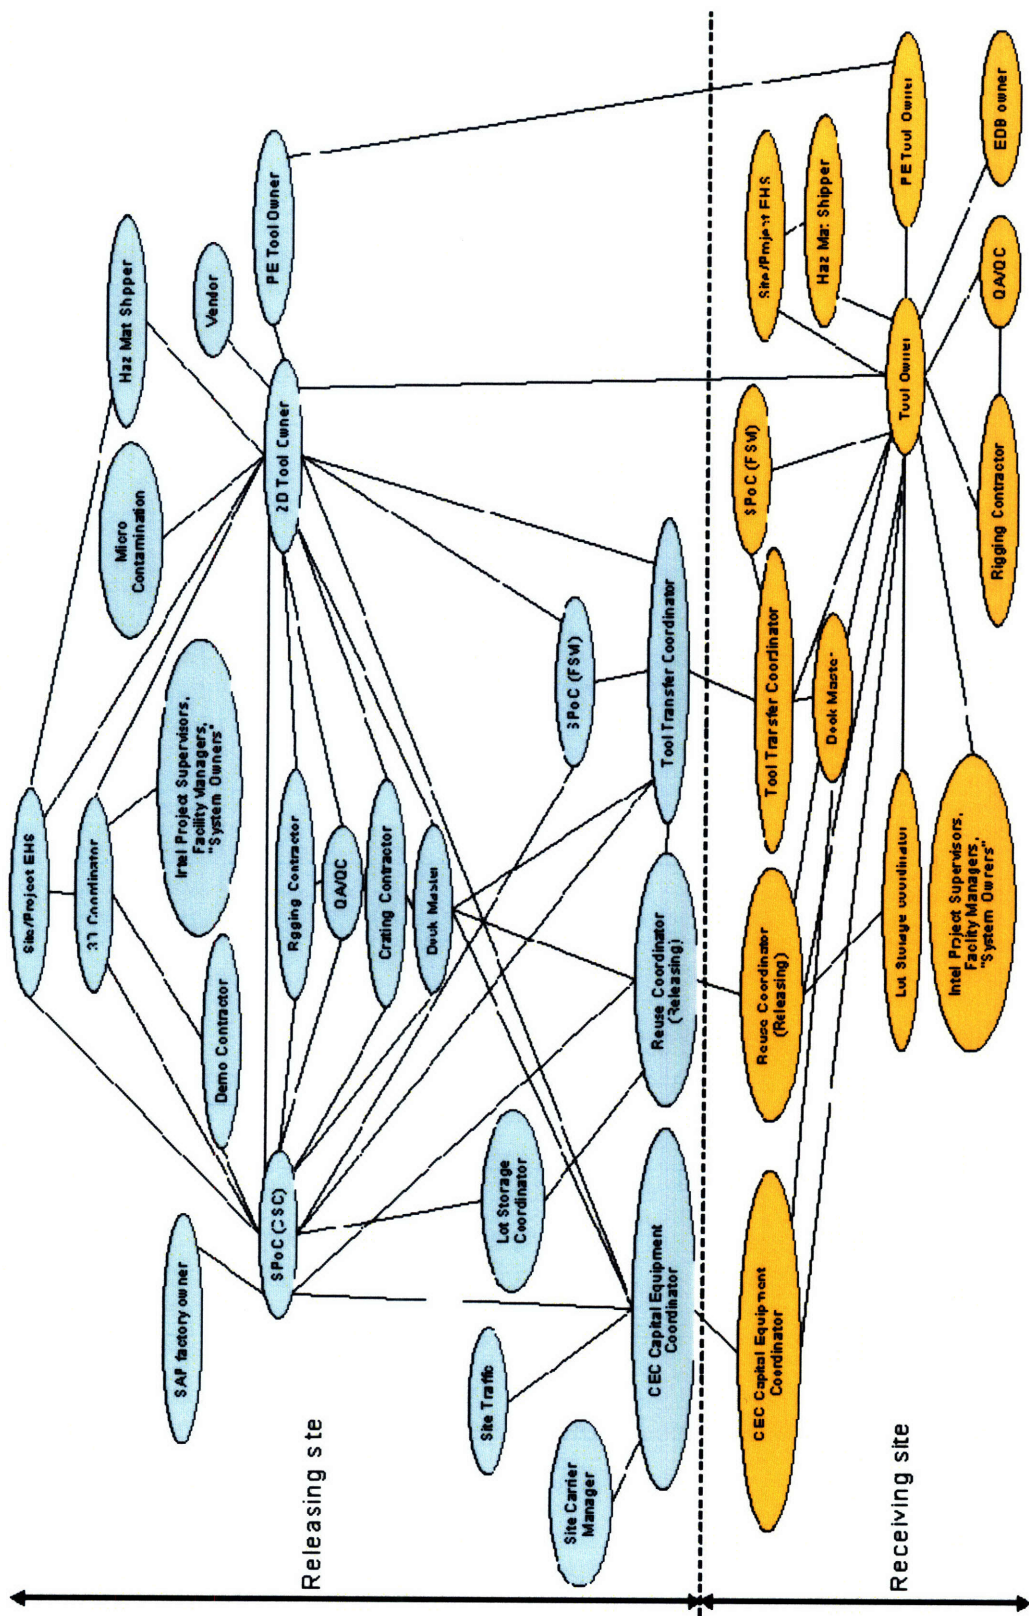 Releasing site
Site/Project EHS
3D Coordinator
Haz Mat Shipper
Micro
Contamination
Intel Project Supervisors,
Facility Managers,
"System Owners"
Demo Contractor
SAP factory owner
Vendor
PE Tool Owner
2D Tool Owner
Rigging Contractor
QA/QC
Crating Contractor
Dock Master
SPoC (CSC)
Lot Storage
Coordinator
Site Traffic
Site Carrier
Manager
SPoC (FSM)
Tool Transfer Coordinator
Reuse Coordinator
(Releasing)
CEC Capital Equipment
Coordinator
Receiving site
Site/Project EHS
Haz Mat Shipper
SPoC (FSM)
Tool Transfer Coordinator
Dock Master
Reuse Coordinator
(Releasing)
CEC Capital Equipment
Coordinator
PE Tool Owner
Tool Owner
Lot Storage Coordinator
EDB owner
QA/QC
Rigging Contractor
Intel Project Supervisors,
Facility Managers,
"System Owners"